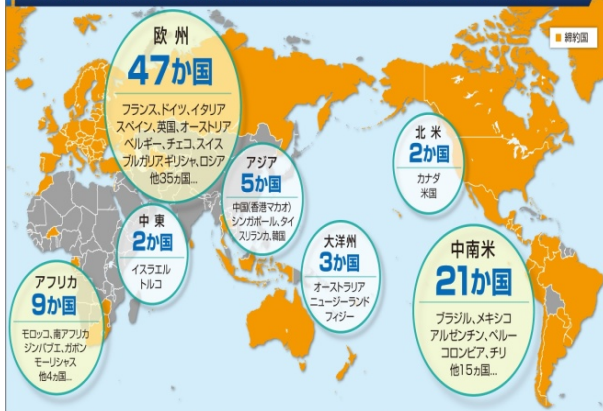 締約国
欧州
47か国
フランス、ドイツ、イタリア
スペイン、英国、オーストリア
ベルギー、チェコ、スイス
ブルガリア、ギリシャ、ロシア
他35ヵ国...
アジア
5か国
中国(香港マカオ)
シンガポール、タイ
スリランカ、韓国
中東
2か国
イスラエル
トルコ
アフリカ
9か国
モロッコ、南アフリカ
ジンバブエ、ガボン
モーリシャス
他4ヵ国...
大洋州
3か国
オーストラリア
ニュージーランド
フィジー
北米
2か国
カナダ
米国
中南米
21か国
ブラジル、メキシコ
アルゼンチン、ペルー
コロンビア、チリ
他15ヵ国...